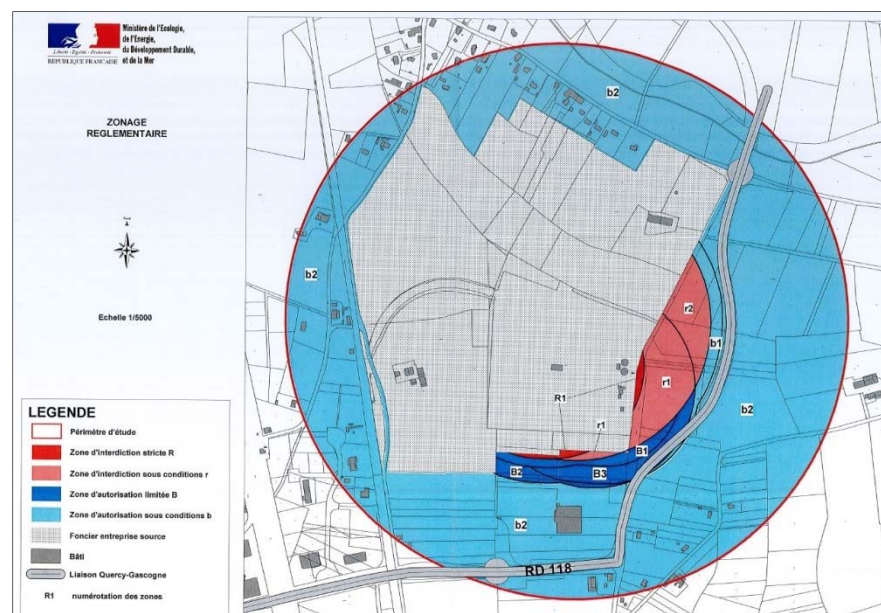 Liberté • Égalité • Fraternité
RÉPUBLIQUE FRANÇAISE
Ministère de l'Ecologie,
de l'Energie,
du Développement Durable,
et de la Mer
ZONAGE
REGLEMENTAIRE
Echelle 1/5000
LEGENDE
Périmètre d'étude
Zone d'interdiction stricte R
Zone d'interdiction sous conditions r
Zone d'autorisation limitée B
Zone d'autorisation sous conditions b
Foncier entreprise source
Bâti
Liaison Quercy-Gascogne
R1 numérotation des zones
b2
b2
r2
b1
r1
b2
R1
r1
B1
B2
B3
b2
RD 118